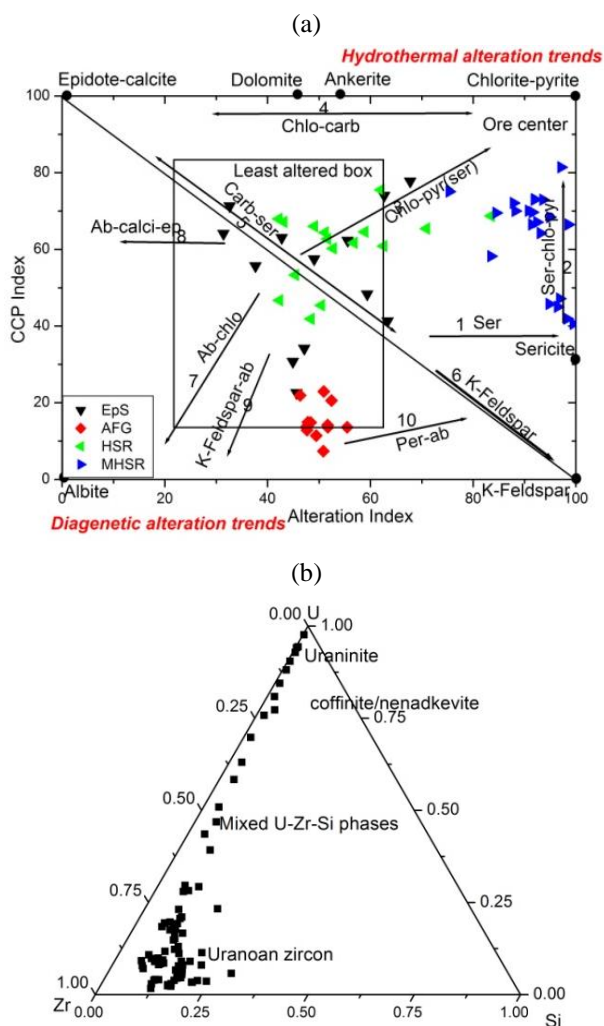 (a)
Hydrothermal alteration trends
Epidote-calcite Dolomite Ankerite Chlorite-pyrite
100
4
Chlo-carb
Ore center
80
Least altered box
Carb-ser
5
Chlo-pyr(ser)
3
Ab-calci-ep
8
60
CCP Index
Ser-chlo-pyr
2
40
Ab-chlo
7
1 Ser
Sericite
K-Feldspar-ab
9
6 K-Feldspar
20
EpS
AFG
HSR
MHSR
10
Per-ab
0
Albite
K-Feldspar
0 20 40 60 80 100
Diagenetic alteration trends
Alteration Index
(b)
0.00 U
1.00
Uraninite
coffinite/nenadkevite
0.25
0.75
0.50
0.50
Mixed U-Zr-Si phases
0.75
0.25
Uranoan zircon
1.00
0.00
Zr 0.00 0.25 0.50 0.75 1.00
Si